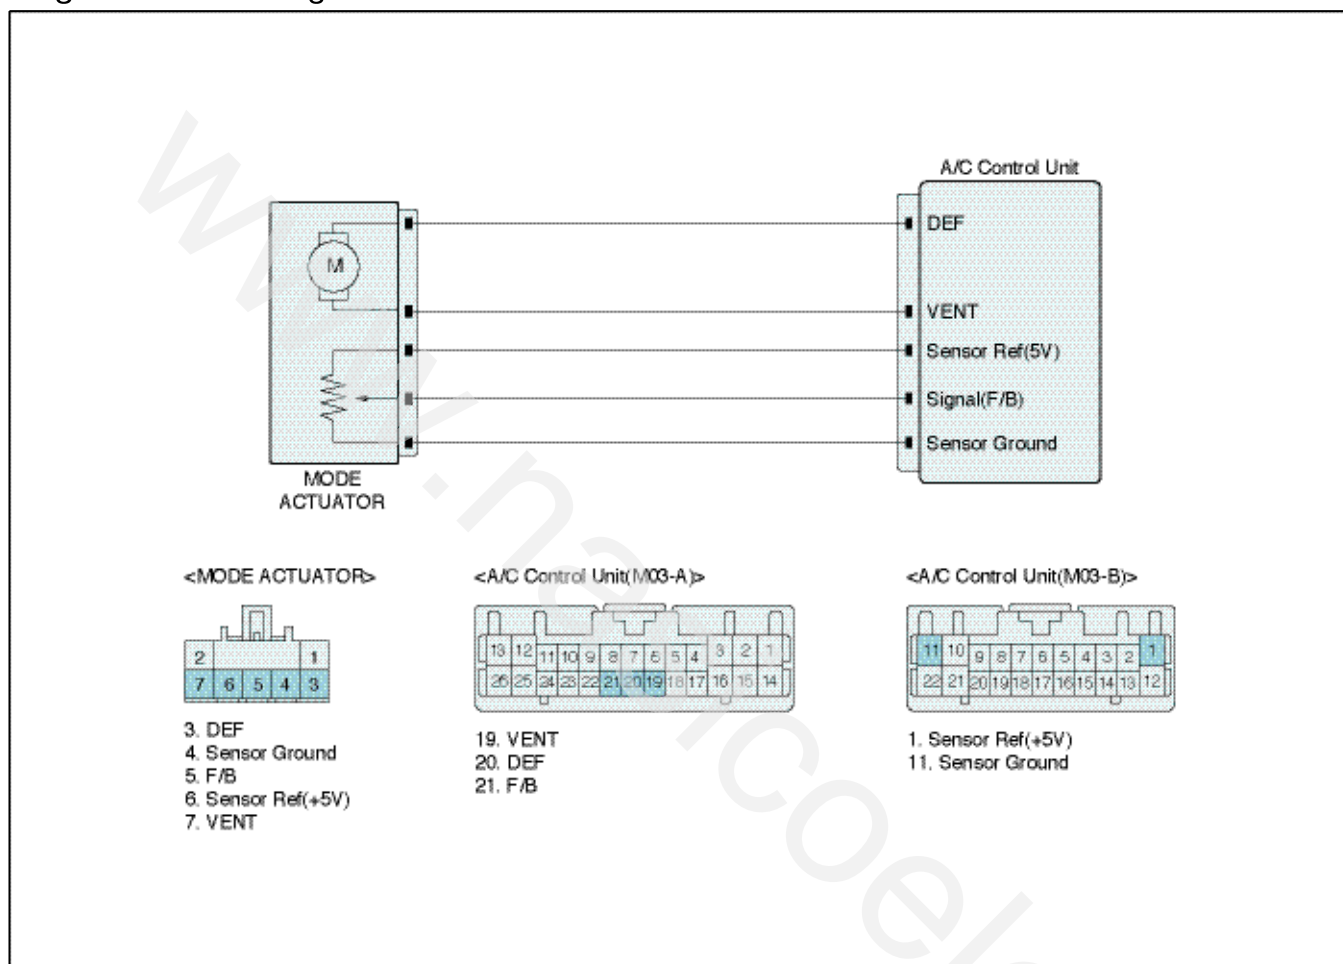 A/C Control Unit
DEF
M
VENT
Sensor Ref(5V)
Signal(F/B)
Sensor Ground
MODE
ACTUATOR
<MODE ACTUATOR>
2 1
7 6 5 4 3
3. DEF
4. Sensor Ground
5. F/B
6. Sensor Ref(+5V)
7. VENT
<A/C Control Unit(M03-A)>
13 12 11 10 9 8 7 6 5 4 3 2 1
26 25 24 23 22 21 20 19 18 17 16 15 14
19. VENT
20. DEF
21. F/B
<A/C Control Unit(M03-B)>
11 10 9 8 7 6 5 4 3 2 1
22 21 20 19 18 17 16 15 14 13 12
1. Sensor Ref(+5V)
11. Sensor Ground